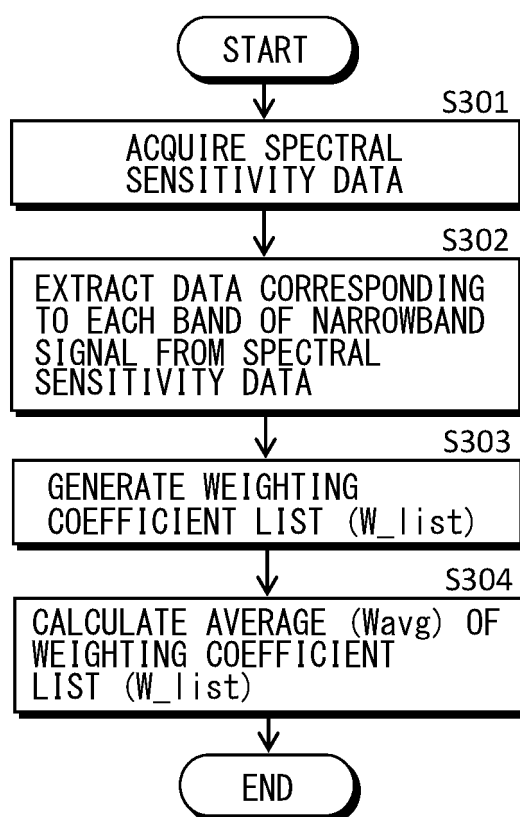 START
S301
ACQUIRE SPECTRAL
SENSITIVITY DATA
S302
EXTRACT DATA CORRESPONDING
TO EACH BAND OF NARROWBAND
SIGNAL FROM SPECTRAL
SENSITIVITY DATA
S303
GENERATE WEIGHTING
COEFFICIENT LIST (W_list)
S304
CALCULATE AVERAGE (Wavg) OF
WEIGHTING COEFFICIENT
LIST (W_list)
END